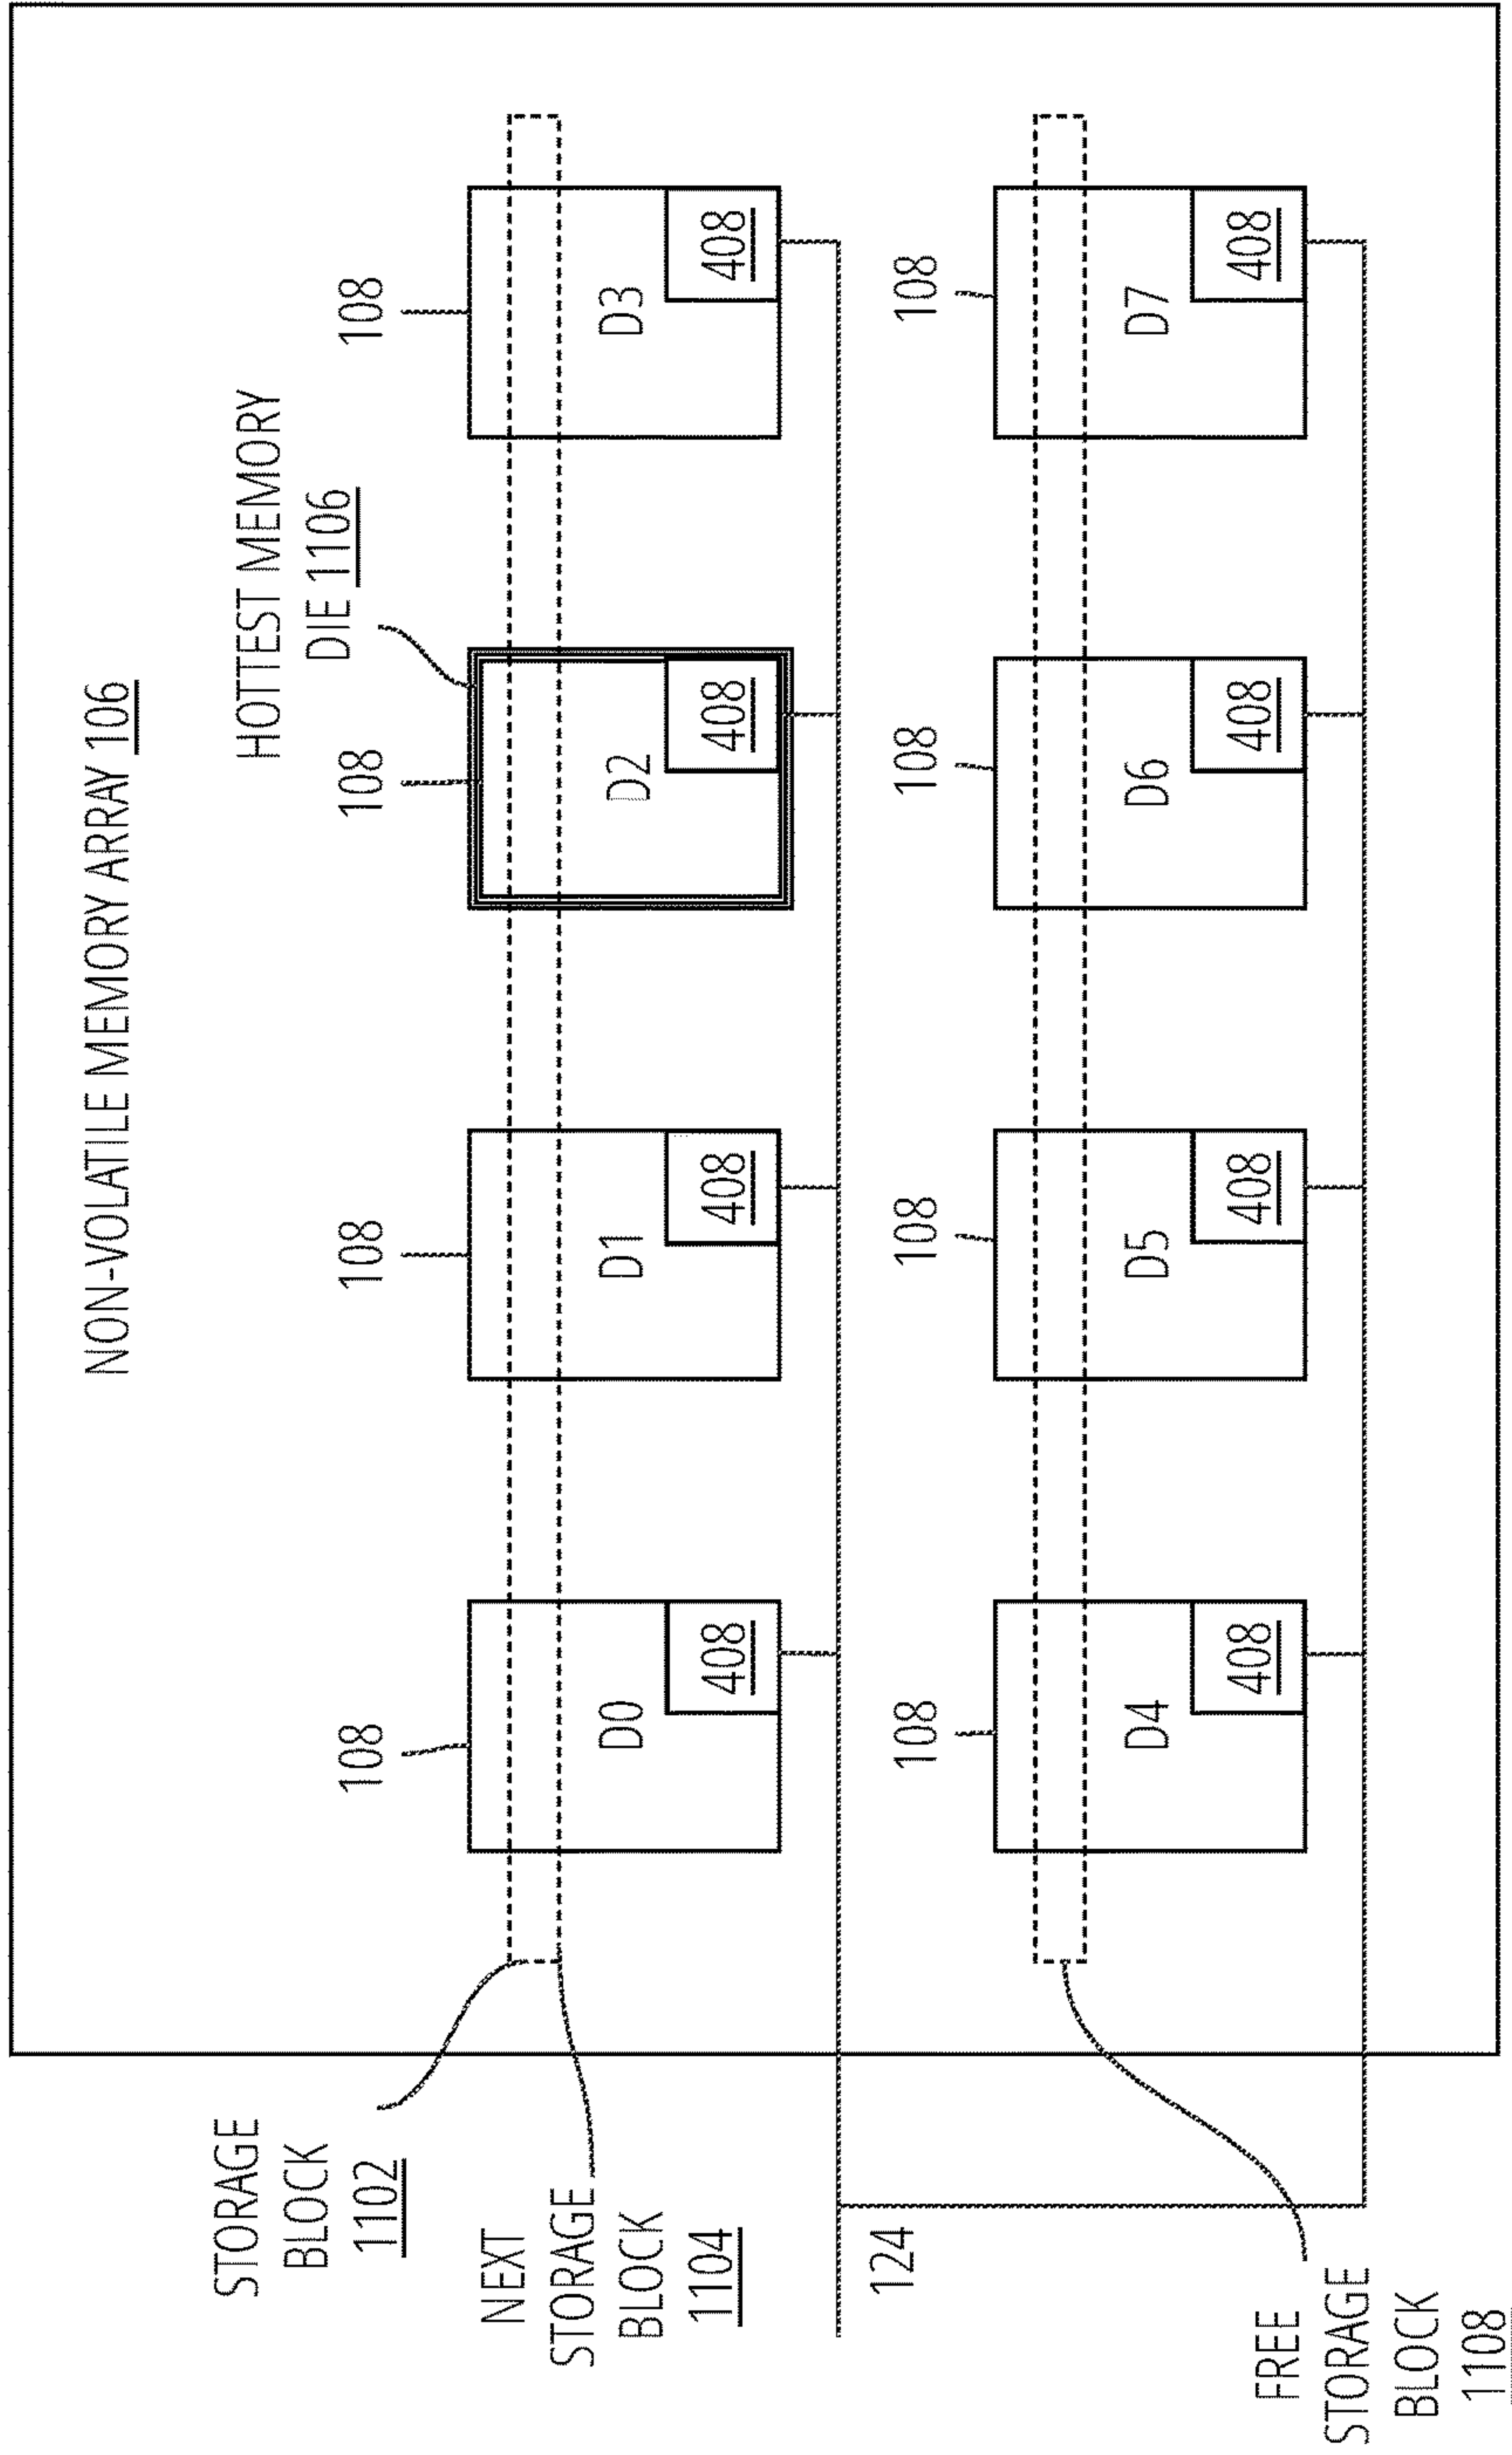 NON-VOLATILE MEMORY ARRAY 106
HOTTEST MEMORY
DIE 1106
STORAGE
BLOCK
1102
108
108
108
108
NEXT
STORAGE
BLOCK
1104
D0
D1
D2
D3
408
408
408
408
124
108
108
108
108
D4
D5
D6
D7
408
408
408
408
FREE
STORAGE
BLOCK
1108